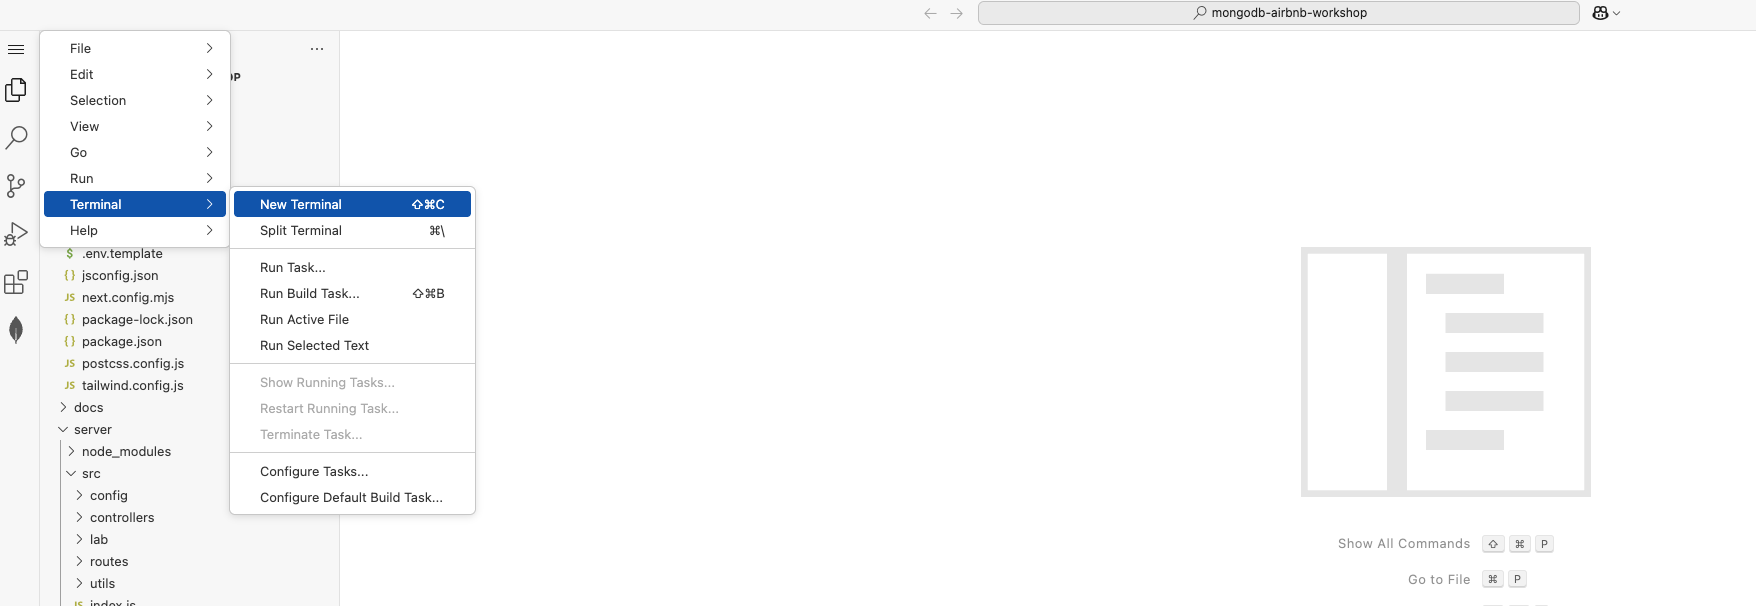 mongodb-airbnb-workshop
File
Edit
Selection
View
Go
Run
Terminal
Help
New Terminal ⇧⌘C
Split Terminal ⌘\
Run Task...
Run Build Task... ⇧⌘B
Run Active File
Run Selected Text
Show Running Tasks...
Restart Running Task...
Terminate Task...
Configure Tasks...
Configure Default Build Task...
$ .env.template
{} jsconfig.json
JS next.config.mjs
{} package-lock.json
{} package.json
JS postcss.config.js
JS tailwind.config.js
docs
server
node_modules
src
config
controllers
lab
routes
utils
JS index.js
Show All Commands ⇧ ⌘ P
Go to File ⌘ P